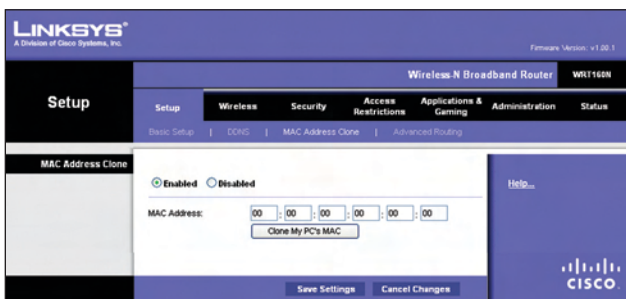 LINKSYS®
A Division of Cisco Systems, Inc.
Firmware Version: v1.00.1
Wireless-N Broadband Router WRT160N
Setup
Setup Wireless Security Access Restrictions Applications & Gaming Administration Status
Basic Setup | DDNS | MAC Address Clone | Advanced Routing
MAC Address Clone
Enabled Disabled
Help...
MAC Address: 00 : 00 : 00 : 00 : 00 : 00
Clone My PC's MAC
Save Settings Cancel Changes
CISCO.